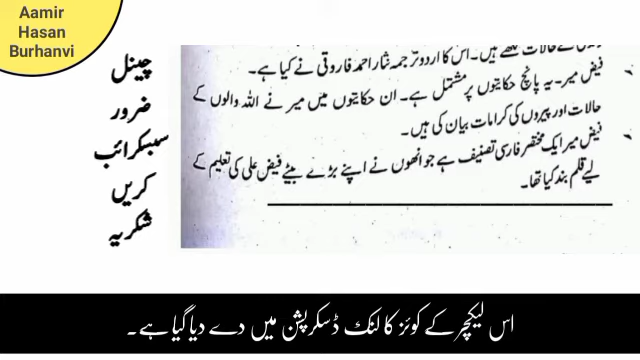 Aamir
Hasan
Burhanvi
چینل
ضرور
سبسکرائب
کریں
شکریہ
حالات لکھے ہیں۔ اس کا اردو ترجمہ نثار احمد فاروقی نے کیا ہے۔
فیض میر۔ یہ پانچ حکایتوں پر مشتمل ہے۔ ان حکایتوں میں میر نے اللہ والوں کے
حالات اور پیروں کی کرامات بیان کی ہیں۔
فیض میر ایک مختصر فارسی تصنیف ہے جو انھوں نے اپنے بڑے بیٹے فیض علی کی تعلیم کے
لیے قلم بند کیا تھا۔
اس لیکچر کے کوئز کا لنک ڈسکرپشن میں دے دیا گیا ہے۔